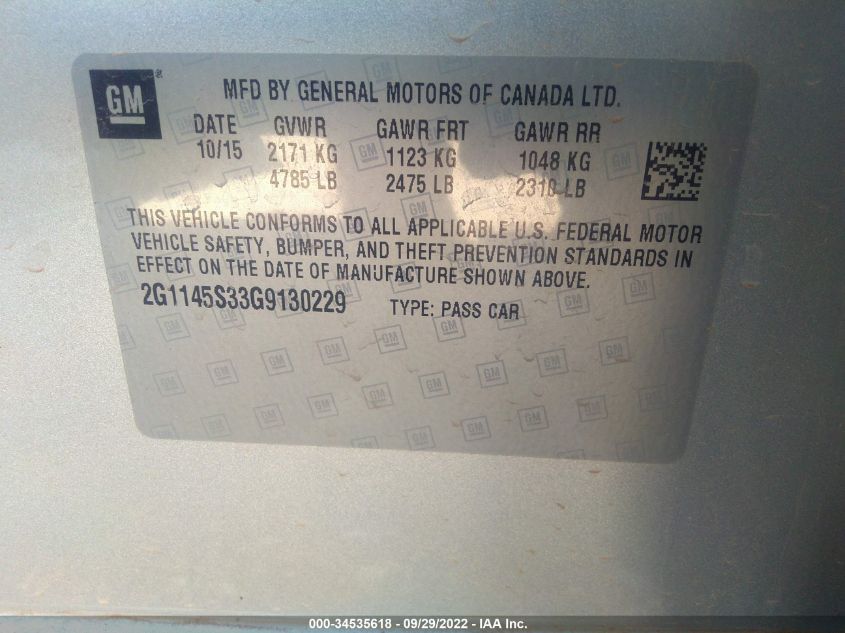 GM ®
MFD BY GENERAL MOTORS OF CANADA LTD.
DATE GVWR GAWR FRT GAWR RR
10/15 2171 KG 1123 KG 1048 KG
4785 LB 2475 LB 2310 LB
THIS VEHICLE CONFORMS TO ALL APPLICABLE U.S. FEDERAL MOTOR
VEHICLE SAFETY, BUMPER, AND THEFT PREVENTION STANDARDS IN
EFFECT ON THE DATE OF MANUFACTURE SHOWN ABOVE.
2G1145S33G9130229 TYPE: PASS CAR
000-34535618 - 09/29/2022 - IAA Inc.